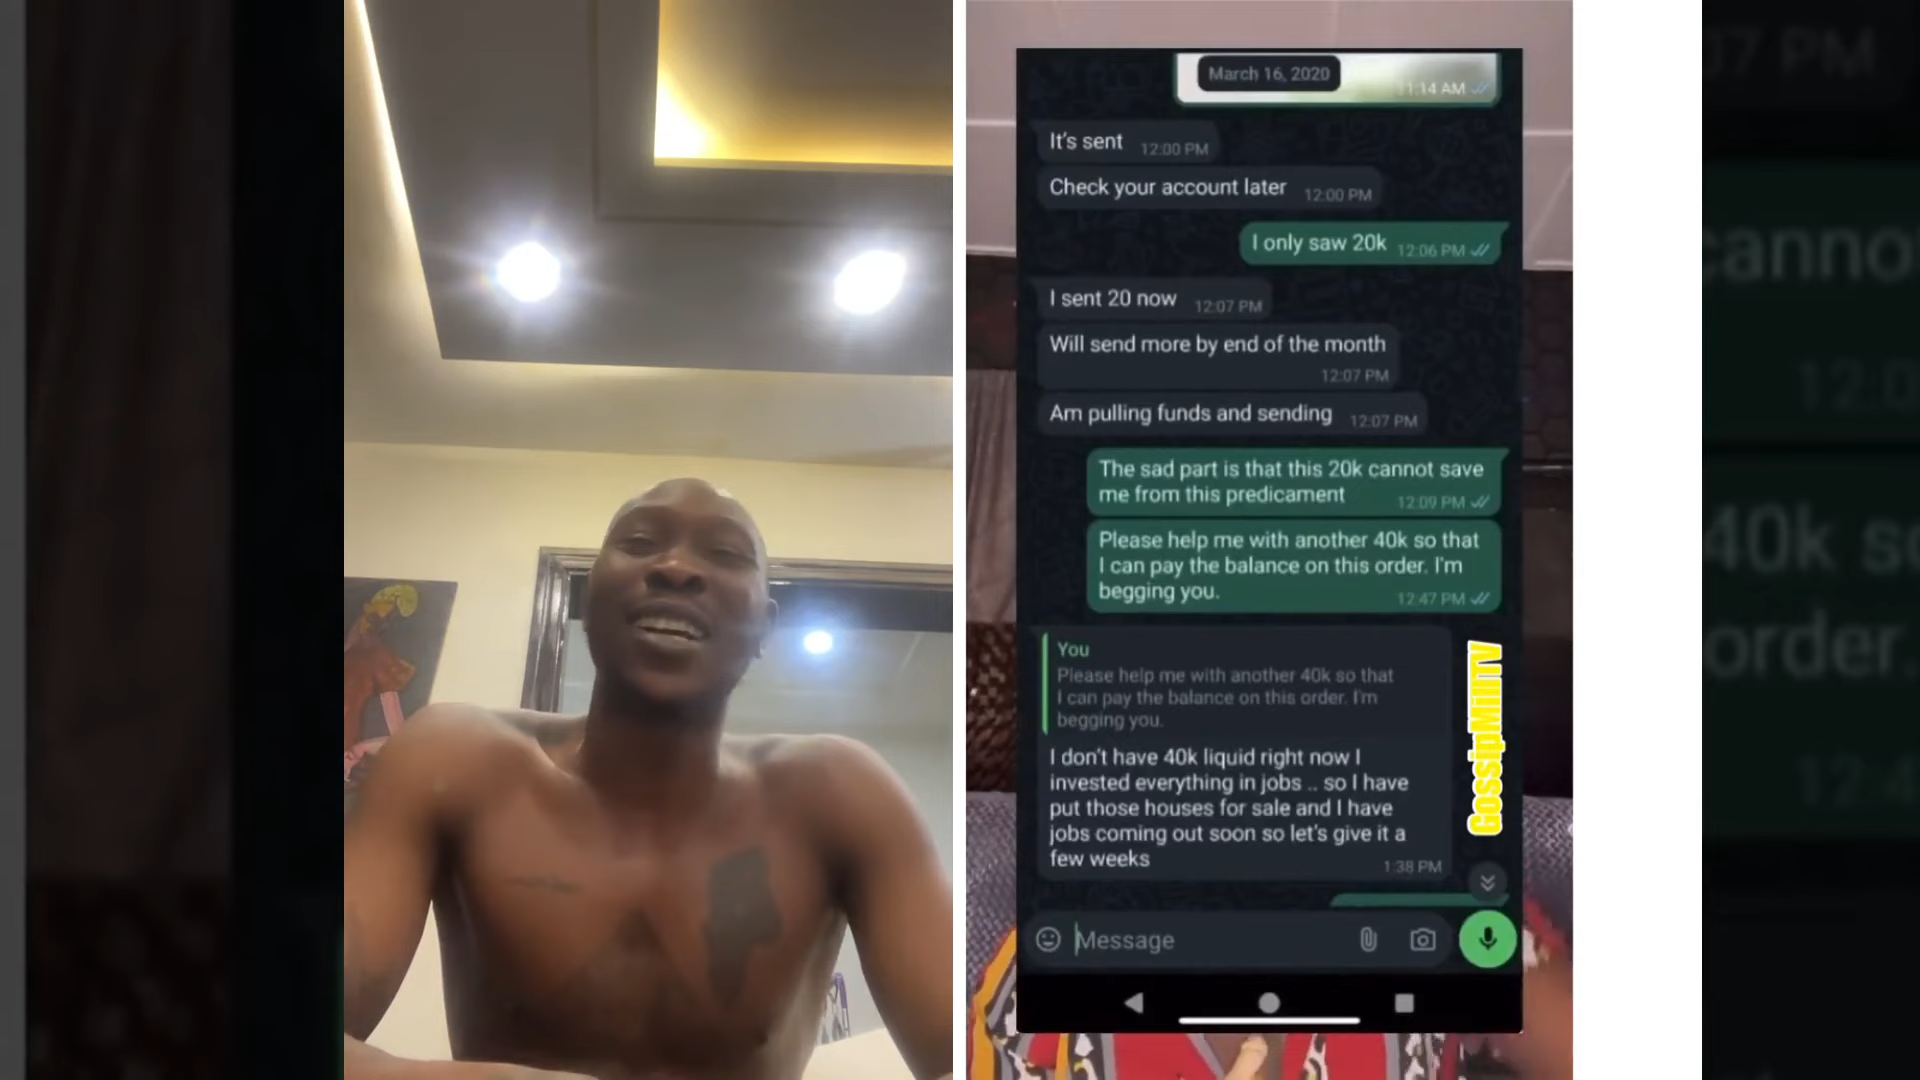 March 16, 2020
11:14 AM
It's sent 12:00 PM
Check your account later 12:00 PM
I only saw 20k 12:06 PM
I sent 20 now 12:07 PM
Will send more by end of the month
12:07 PM
Am pulling funds and sending 12:07 PM
The sad part is that this 20k cannot save
me from this predicament 12:09 PM
Please help me with another 40k so that
I can pay the balance on this order. I'm
begging you. 12:47 PM
You
Please help me with another 40k so that
I can pay the balance on this order. I'm
begging you.
I don't have 40k liquid right now I
invested everything in jobs .. so I have
put those houses for sale and I have
jobs coming out soon so let's give it a
few weeks 1:38 PM
Message
GossipMillTV
07 PM
cannot
12:0
40k so
order.
12:4